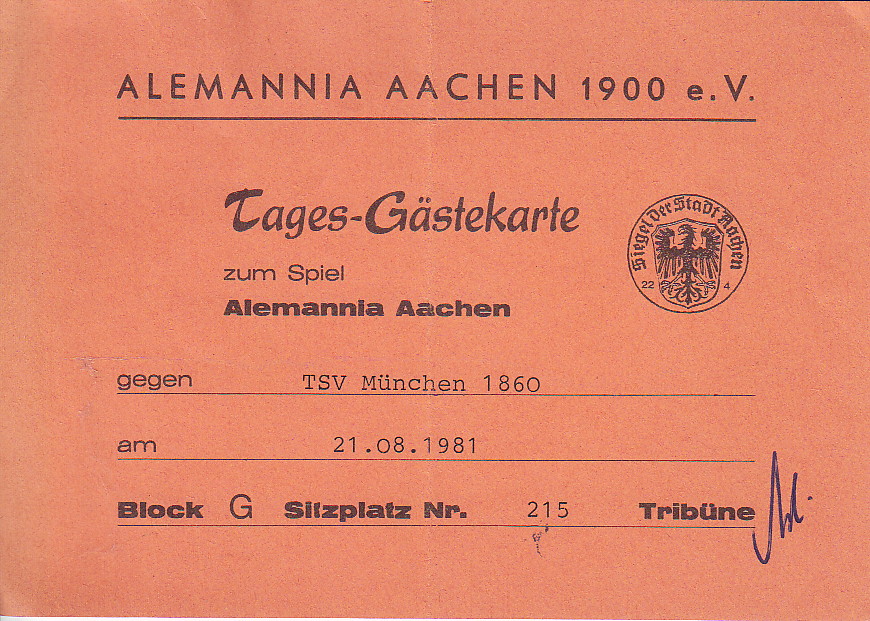 ALEMANNIA AACHEN 1900 e.V.
Tages-Gästekarte
Siegel der Stadt Aachen
22 4
zum Spiel
Alemannia Aachen
gegen TSV München 1860
am 21.08.1981
Block G Sitzplatz Nr. 215 Tribüne